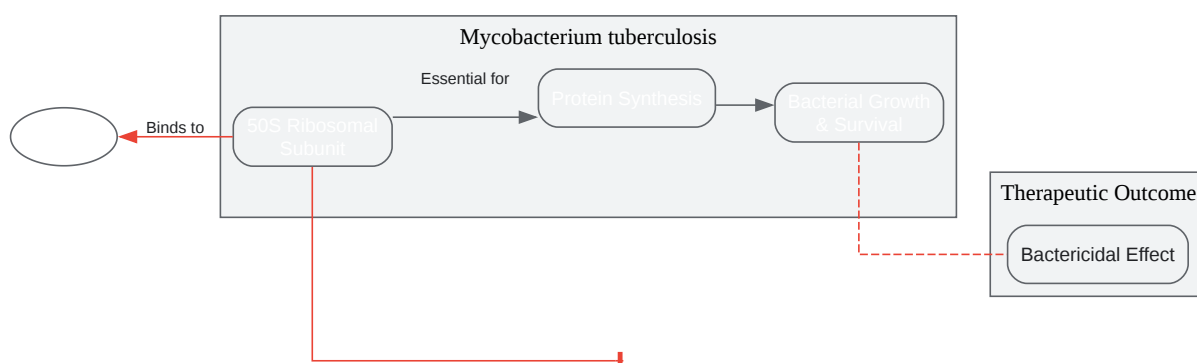 Mycobacterium tuberculosis
Essential for
Protein Synthesis
Bacterial Growth
& Survival
Binds to
50S Ribosomal
Subunit
Therapeutic Outcome
Bactericidal Effect